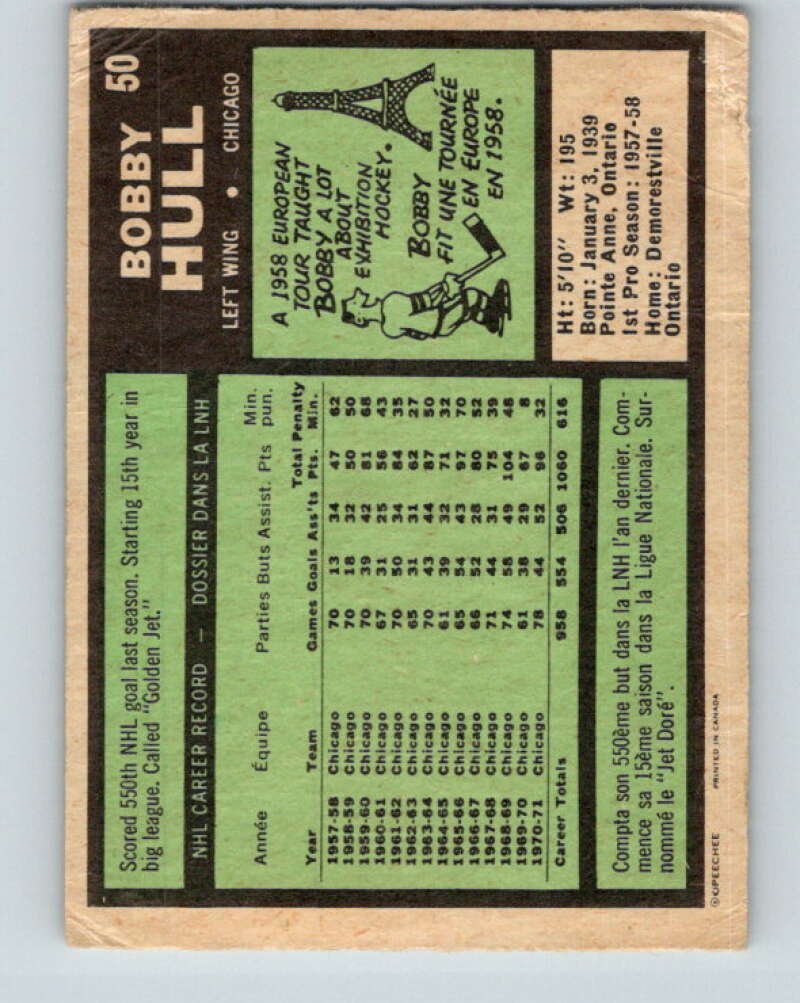 BOBBY 50
HULL
LEFT WING • CHICAGO
A 1958 EUROPEAN
TOUR TAUGHT
BOBBY A LOT
ABOUT
EXHIBITION
HOCKEY.
BOBBY
FIT UNE TOURNÉE
EN EUROPE
EN 1958.
Ht: 5'10" Wt: 195
Born: January 3, 1939
Pointe Anne, Ontario
1st Pro Season: 1957-58
Home: Demorestville
Ontario
Scored 550th NHL goal last season. Starting 15th year in
big league. Called "Golden Jet."
NHL CAREER RECORD — DOSSIER DANS LA LNH
Année Équipe Parties Buts Assist. Pts Min. pun.
Year Team Games Goals Ass'ts Total Pts. Penalty Min.
1957-58 Chicago 70 13 34 47 62
1958-59 Chicago 70 18 32 50 50
1959-60 Chicago 70 39 42 81 68
1960-61 Chicago 67 31 25 56 43
1961-62 Chicago 70 50 34 84 35
1962-63 Chicago 65 31 31 62 27
1963-64 Chicago 70 43 44 87 50
1964-65 Chicago 61 39 32 71 32
1965-66 Chicago 65 54 43 97 70
1966-67 Chicago 66 52 28 80 52
1967-68 Chicago 71 44 31 75 39
1968-69 Chicago 74 58 49 104 48
1969-70 Chicago 61 38 29 67 8
1970-71 Chicago 78 44 52 96 32
Career Totals 958 554 506 1060 616
Compta son 550ème but dans la LNH l'an dernier. Com-
mence sa 15ème saison dans la Ligue Nationale. Sur-
nommé le "Jet Doré".
©OPEECHEE PRINTED IN CANADA